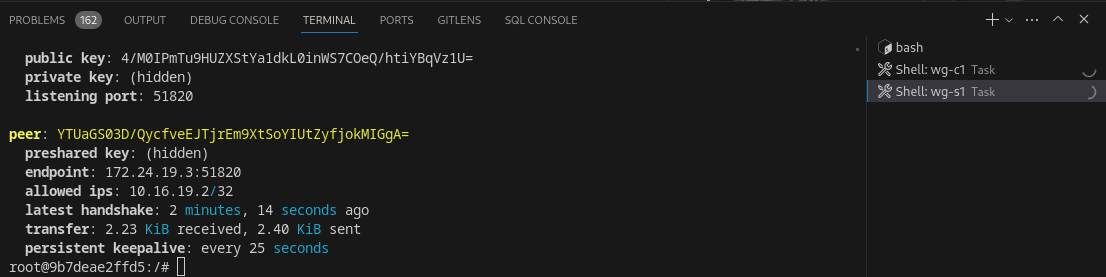 PROBLEMS 162 OUTPUT DEBUG CONSOLE TERMINAL PORTS GITLENS SQL CONSOLE
public key: 4/M0IPmTu9HUZXStYa1dkL0inWS7COeQ/htiYBqVz1U=
private key: (hidden)
listening port: 51820
peer: YTUaGS03D/QycfveEJTjrEm9XtSoYIUtZyfjokMIGgA=
preshared key: (hidden)
endpoint: 172.24.19.3:51820
allowed ips: 10.16.19.2/32
latest handshake: 2 minutes, 14 seconds ago
transfer: 2.23 KiB received, 2.40 KiB sent
persistent keepalive: every 25 seconds
root@9b7deae2ffd5:/#
bash
Shell: wg-c1 Task
Shell: wg-s1 Task